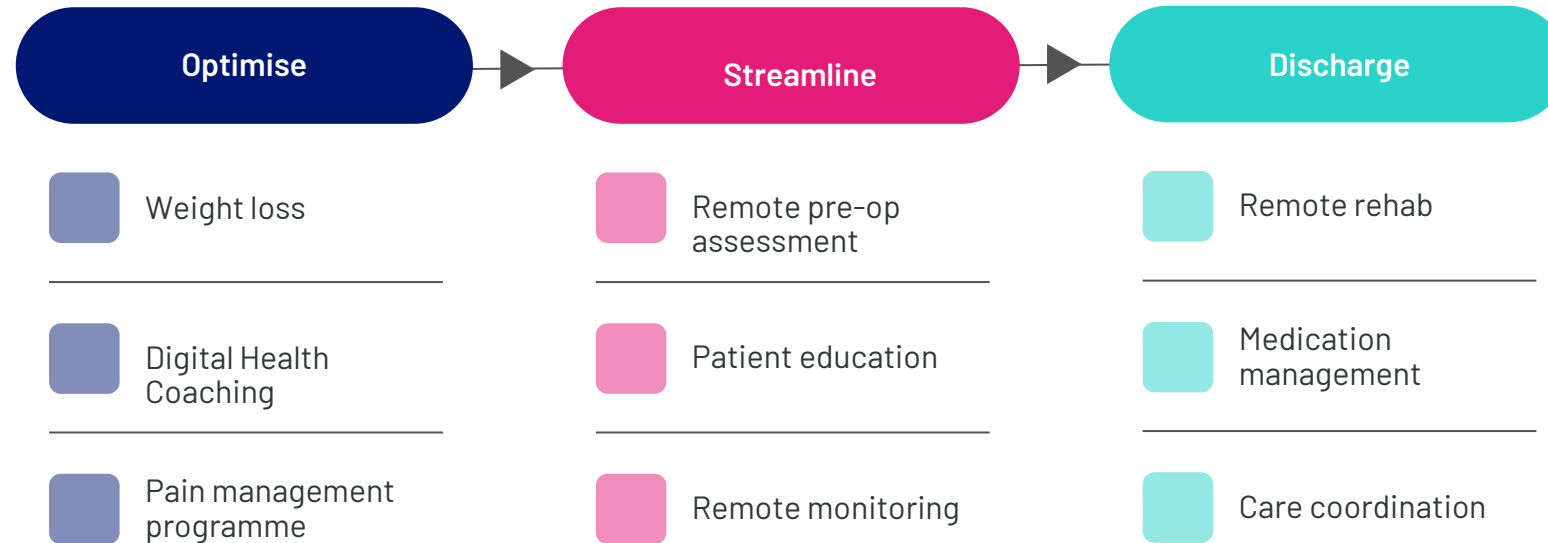 Optimise
Streamline
Discharge
Weight loss
Remote pre-op
assessment
Remote rehab
Digital Health
Coaching
Patient education
Medication
management
Pain management
programme
Remote monitoring
Care coordination